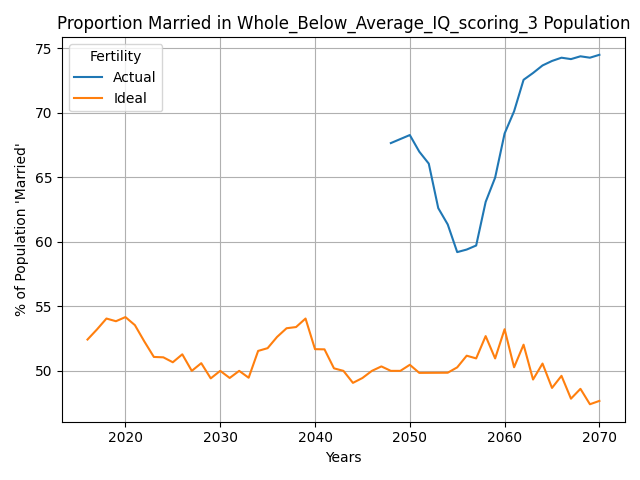 Proportion Married in Whole_Below_Average_IQ_scoring_3 Population
Fertility
Actual
Ideal
% of Population 'Married'
75
70
65
60
55
50
2020
2030
2040
2050
2060
2070
Years